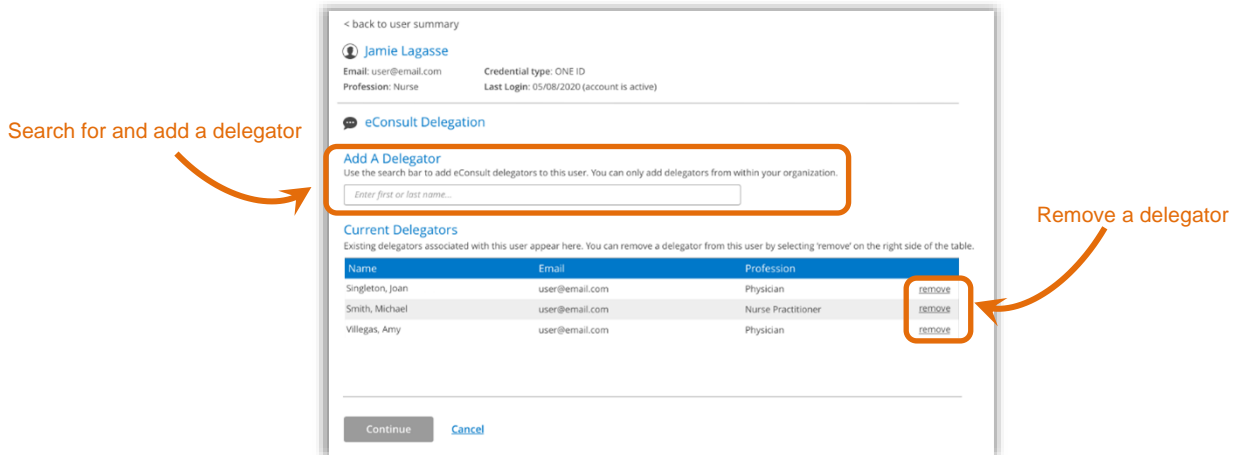 < back to user summary
Jamie Lagasse
Email: user@email.com Credential type: ONE ID
Profession: Nurse Last Login: 05/08/2020 (account is active)
eConsult Delegation
Search for and add a delegator
Add A Delegator
Use the search bar to add eConsult delegators to this user. You can only add delegators from within your organization.
Enter first or last name...
Remove a delegator
Current Delegators
Existing delegators associated with this user appear here. You can remove a delegator from this user by selecting 'remove' on the right side of the table.
Name Email Profession
Singleton, Joan user@email.com Physician remove
Smith, Michael user@email.com Nurse Practitioner remove
Villegas, Amy user@email.com Physician remove
Continue Cancel